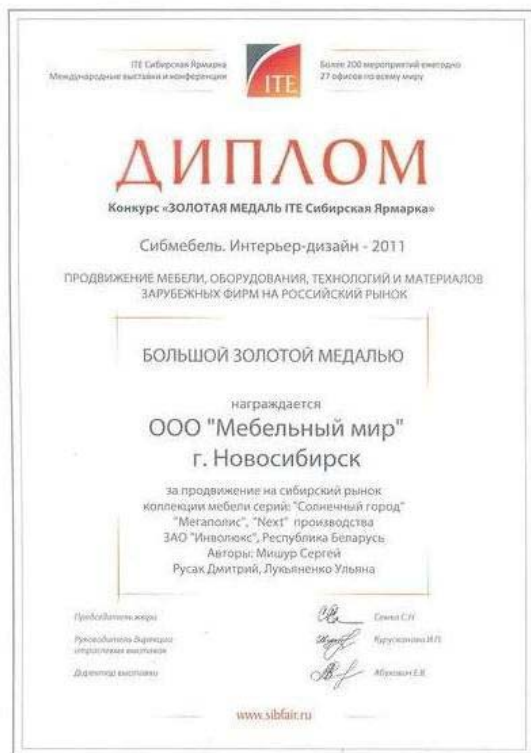 ITE Сибирская Ярмарка
Международные выставки и конференции
ITE
Более 200 мероприятий ежегодно
27 офисов по всему миру
ДИПЛОМ
Конкурс «ЗОЛОТАЯ МЕДАЛЬ ITE Сибирская Ярмарка»
Сибмебель. Интерьер-дизайн - 2011
ПРОДВИЖЕНИЕ МЕБЕЛИ, ОБОРУДОВАНИЯ, ТЕХНОЛОГИЙ И МАТЕРИАЛОВ
ЗАРУБЕЖНЫХ ФИРМ НА РОССИЙСКИЙ РЫНОК
БОЛЬШОЙ ЗОЛОТОЙ МЕДАЛЬЮ
награждается
ООО "Мебельный мир"
г. Новосибирск
за продвижение на сибирский рынок
коллекции мебели серий: "Солнечный город"
"Мегаполис", "Next" производства
ЗАО "Инволюкс", Республика Беларусь
Авторы: Мишур Сергей
Русак Дмитрий, Лукьяненко Ульяна
Председатель жюри
Руководитель дирекции
отраслевых выставок
Директор выставки
www.sibfair.ru